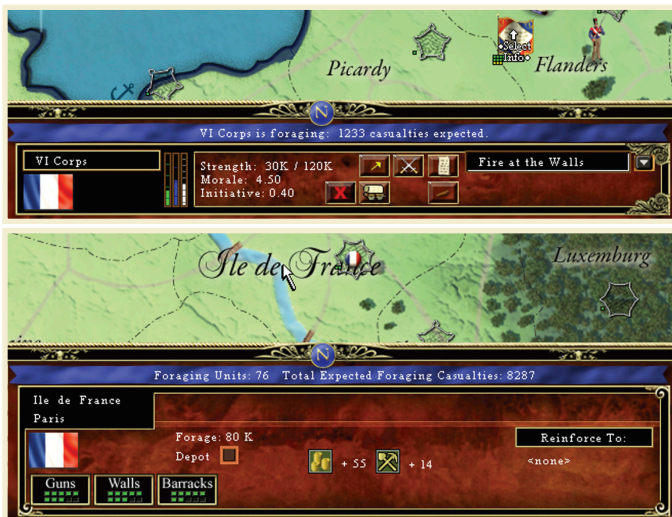 Select
Info
Picardy
Flanders
N
VI Corps is foraging: 1233 casualties expected.
VI Corps
Strength: 30K / 120K
Morale: 4.50
Initiative: 0.40
Fire at the Walls
Ile de France
Luxemburg
N
Foraging Units: 76 Total Expected Foraging Casualties: 8287
Ile de France
Paris
Forage: 80 K
Depot
+ 55
+ 14
Reinforce To:
<none>
Guns
Walls
Barracks